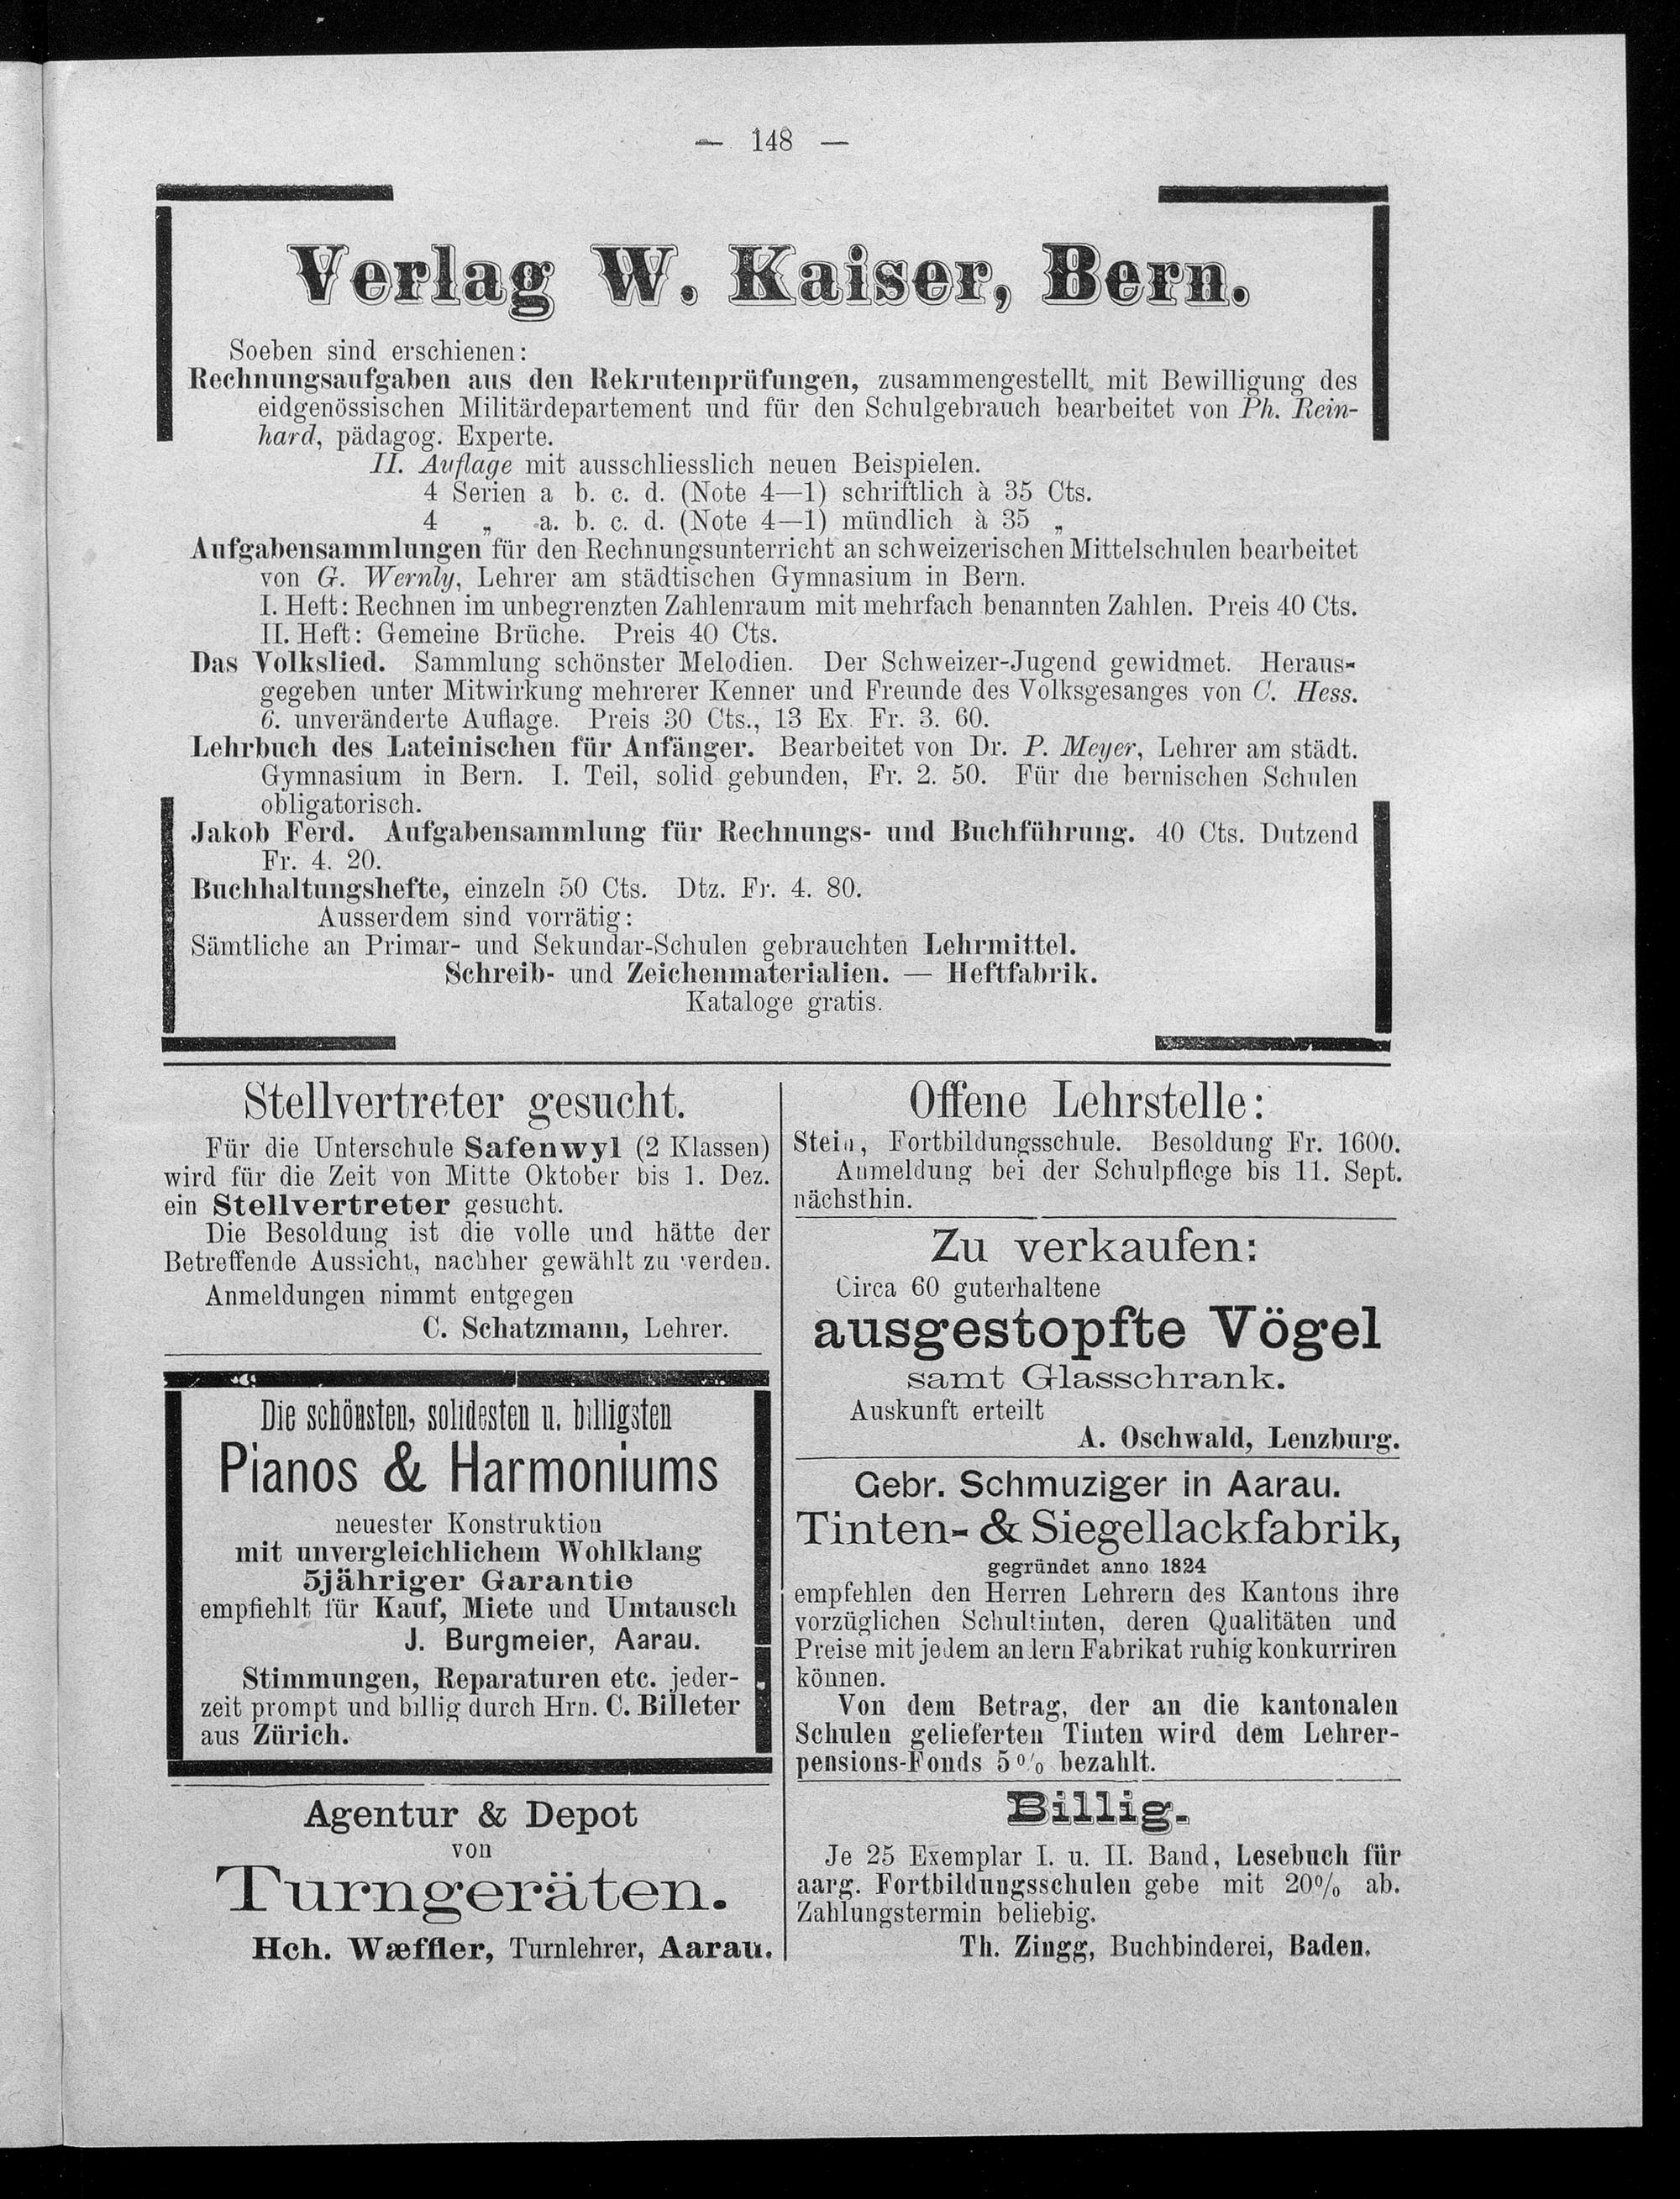 — 148 —
Verlag W. Kaiser, Bern.
Soeben sind erschienen:
Rechnungsaufgaben aus den Rekrutenprüfungen, zusammengestellt mit Bewilligung des
eidgenössischen Militärdepartement und für den Schulgebrauch bearbeitet von Ph. Rein-
hard, pädagog. Experte.
II. Auflage mit ausschliesslich neuen Beispielen.
4 Serien a b. c. d. (Note 4—1) schriftlich à 35 Cts.
4 „ a. b. c. d. (Note 4—1) mündlich à 35 „
Aufgabensammlungen für den Rechnungsunterricht an schweizerischen Mittelschulen bearbeitet
von G. Wernly, Lehrer am städtischen Gymnasium in Bern.
I. Heft: Rechnen im unbegrenzten Zahlenraum mit mehrfach benannten Zahlen. Preis 40 Cts.
II. Heft: Gemeine Brüche. Preis 40 Cts.
Das Volkslied. Sammlung schönster Melodien. Der Schweizer-Jugend gewidmet. Heraus-
gegeben unter Mitwirkung mehrerer Kenner und Freunde des Volksgesanges von C. Hess.
6. unveränderte Auflage. Preis 30 Cts., 13 Ex. Fr. 3. 60.
Lehrbuch des Lateinischen für Anfänger. Bearbeitet von Dr. P. Meyer, Lehrer am städt.
Gymnasium in Bern. I. Teil, solid gebunden, Fr. 2. 50. Für die bernischen Schulen
obligatorisch.
Jakob Ferd. Aufgabensammlung für Rechnungs- und Buchführung. 40 Cts. Dutzend
Fr. 4. 20.
Buchhaltungshefte, einzeln 50 Cts. Dtz. Fr. 4. 80.
Ausserdem sind vorrätig:
Sämtliche an Primar- und Sekundar-Schulen gebrauchten Lehrmittel.
Schreib- und Zeichenmaterialien. — Heftfabrik.
Kataloge gratis.
Stellvertreter gesucht.
Für die Unterschule Safenwyl (2 Klassen)
wird für die Zeit von Mitte Oktober bis 1. Dez.
ein Stellvertreter gesucht.
Die Besoldung ist die volle und hätte der
Betreffende Aussicht, nachher gewählt zu werden.
Anmeldungen nimmt entgegen
C. Schatzmann, Lehrer.
Die schönsten, solidesten u. billigsten
Pianos & Harmoniums
neuester Konstruktion
mit unvergleichlichem Wohlklang
5jähriger Garantie
empfiehlt für Kauf, Miete und Umtausch
J. Burgmeier, Aarau.
Stimmungen, Reparaturen etc. jeder-
zeit prompt und billig durch Hrn. C. Billeter
aus Zürich.
Agentur & Depot
von
Turngeräten.
Hch. Wæffler, Turnlehrer, Aarau.
Offene Lehrstelle:
Stein, Fortbildungsschule. Besoldung Fr. 1600.
Anmeldung bei der Schulpflege bis 11. Sept.
nächsthin.
Zu verkaufen:
Circa 60 guterhaltene
ausgestopfte Vögel
samt Glasschrank.
Auskunft erteilt
A. Oschwald, Lenzburg.
Gebr. Schmuziger in Aarau.
Tinten- & Siegellackfabrik,
gegründet anno 1824
empfehlen den Herren Lehrern des Kantons ihre
vorzüglichen Schultinten, deren Qualitäten und
Preise mit jedem andern Fabrikat ruhig konkurriren
können.
Von dem Betrag, der an die kantonalen
Schulen gelieferten Tinten wird dem Lehrer-
pensions-Fonds 5% bezahlt.
Billig.
Je 25 Exemplar I. u. II. Band, Lesebuch für
aarg. Fortbildungsschulen gebe mit 20% ab.
Zahlungstermin beliebig.
Th. Zingg, Buchbinderei, Baden.